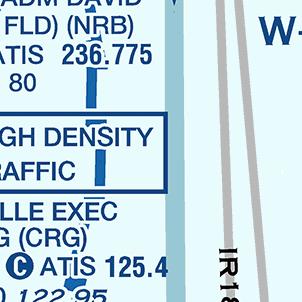 ADM DAVID
FLD) (NRB)
ATIS 236.775
80
W-
GH DENSITY
RAFFIC
LLE EXEC
G (CRG)
C ATIS 125.4
0 122.95
IR18